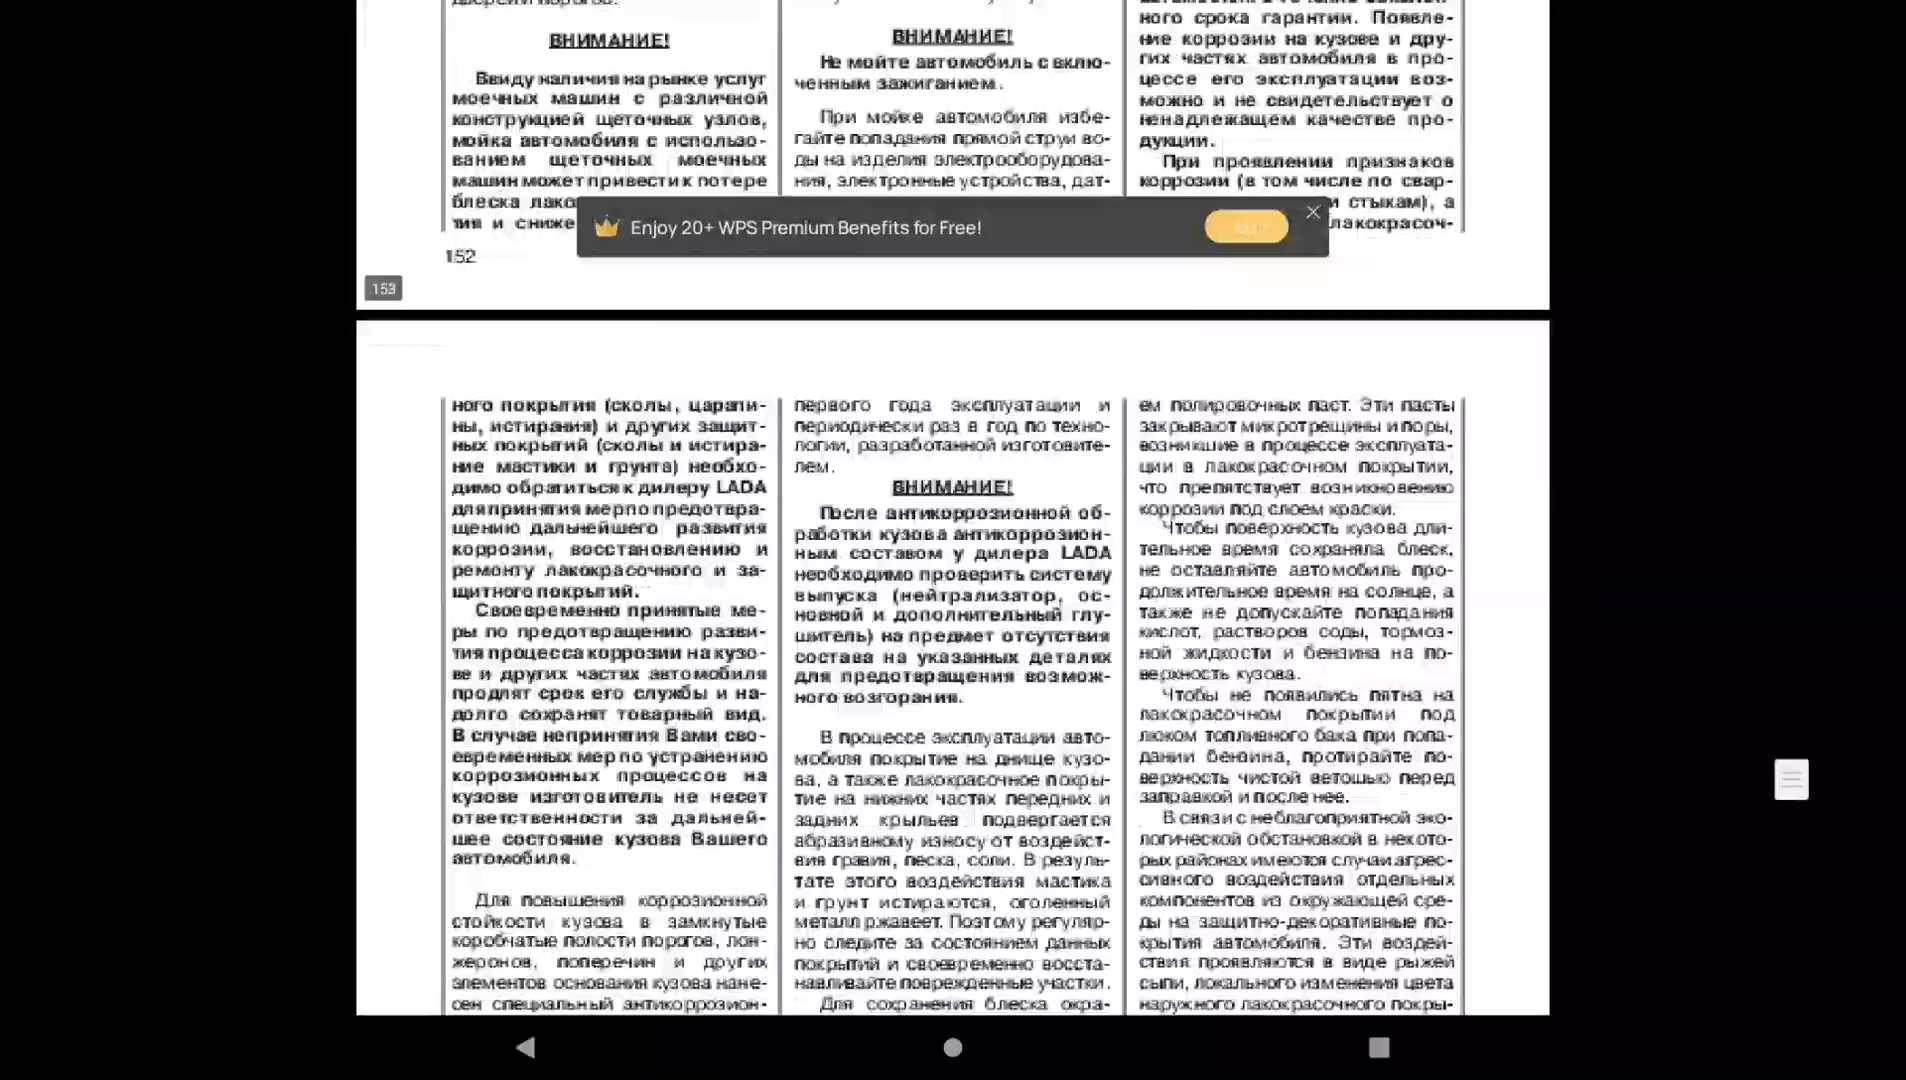 ВНИМАНИЕ!
Ввиду наличия на рынке услуг
моечных машин с различной
конструкцией щеточных узлов,
мойка автомобиля с использо-
ванием щеточных моечных
машин может привести к потере
блеска лако
тия и сниже
152
153
ВНИМАНИЕ!
Не мойте автомобиль с вклю-
ченным зажиганием.
При мойке автомобиля избе-
гайте попадания прямой струи во-
ды на изделия электрооборудова-
ния, электронные устройства, дат-
ного срока гарантии. Появле-
ние коррозии на кузове и дру-
гих частях автомобиля в про-
цессе его эксплуатации воз-
можно и не свидетельствует о
ненадлежащем качестве про-
дукции.
При проявлении признаков
коррозии (в том числе по свар-
и стыкам), а
лакокрасоч-
Enjoy 20+ WPS Premium Benefits for Free!
ного покрытия (сколы, царапи-
ны, истирания) и других защит-
ных покрытий (сколы и истира-
ние мастики и грунта) необхо-
димо обратиться к дилеру LADA
для принятия мер по предотвра-
щению дальнейшего развития
коррозии, восстановлению и
ремонту лакокрасочного и за-
щитного покрытий.
Своевременно принятые ме-
ры по предотвращению разви-
тия процесса коррозии на кузо-
ве и других частях автомобиля
продлят срок его службы и на-
долго сохранят товарный вид.
В случае непринятия Вами сво-
евременных мер по устранению
коррозионных процессов на
кузове изготовитель не несет
ответственности за дальней-
шее состояние кузова Вашего
автомобиля.
Для повышения коррозионной
стойкости кузова в замкнутые
коробчатые полости порогов, лон-
жеронов, поперечин и других
элементов основания кузова нане-
сен специальный антикоррозион-
первого года эксплуатации и
периодически раз в год по техно-
логии, разработанной изготовите-
лем.
ВНИМАНИЕ!
После антикоррозионной об-
работки кузова антикоррозион-
ным составом у дилера LADA
необходимо проверить систему
выпуска (нейтрализатор, ос-
новной и дополнительный глу-
шитель) на предмет отсутствия
состава на указанных деталях
для предотвращения возмож-
ного возгорания.
В процессе эксплуатации авто-
мобиля покрытие на днище кузо-
ва, а также лакокрасочное покры-
тие на нижних частях передних и
задних крыльев подвергается
абразивному износу от воздейст-
вия гравия, песка, соли. В резуль-
тате этого воздействия мастика
и грунт истираются, оголенный
металл ржавеет. Поэтому регуляр-
но следите за состоянием данных
покрытий и своевременно восста-
навливайте поврежденные участки.
Для сохранения блеска окра-
ем полировочных паст. Эти пасты
закрывают микротрещины и поры,
возникшие в процессе эксплуата-
ции в лакокрасочном покрытии,
что препятствует возникновению
коррозии под слоем краски.
Чтобы поверхность кузова дли-
тельное время сохраняла блеск,
не оставляйте автомобиль про-
должительное время на солнце, а
также не допускайте попадания
кислот, растворов соды, тормоз-
ной жидкости и бензина на по-
верхность кузова.
Чтобы не появились пятна на
лакокрасочном покрытии под
люком топливного бака при попа-
дании бензина, протирайте по-
верхность чистой ветошью перед
заправкой и после нее.
В связи с неблагоприятной эко-
логической обстановкой в некото-
рых районах имеются случаи агрес-
сивного воздействия отдельных
компонентов из окружающей сре-
ды на защитно-декоративные по-
крытия автомобиля. Эти воздей-
ствия проявляются в виде рыжей
сыпи, локального изменения цвета
наружного лакокрасочного покры-